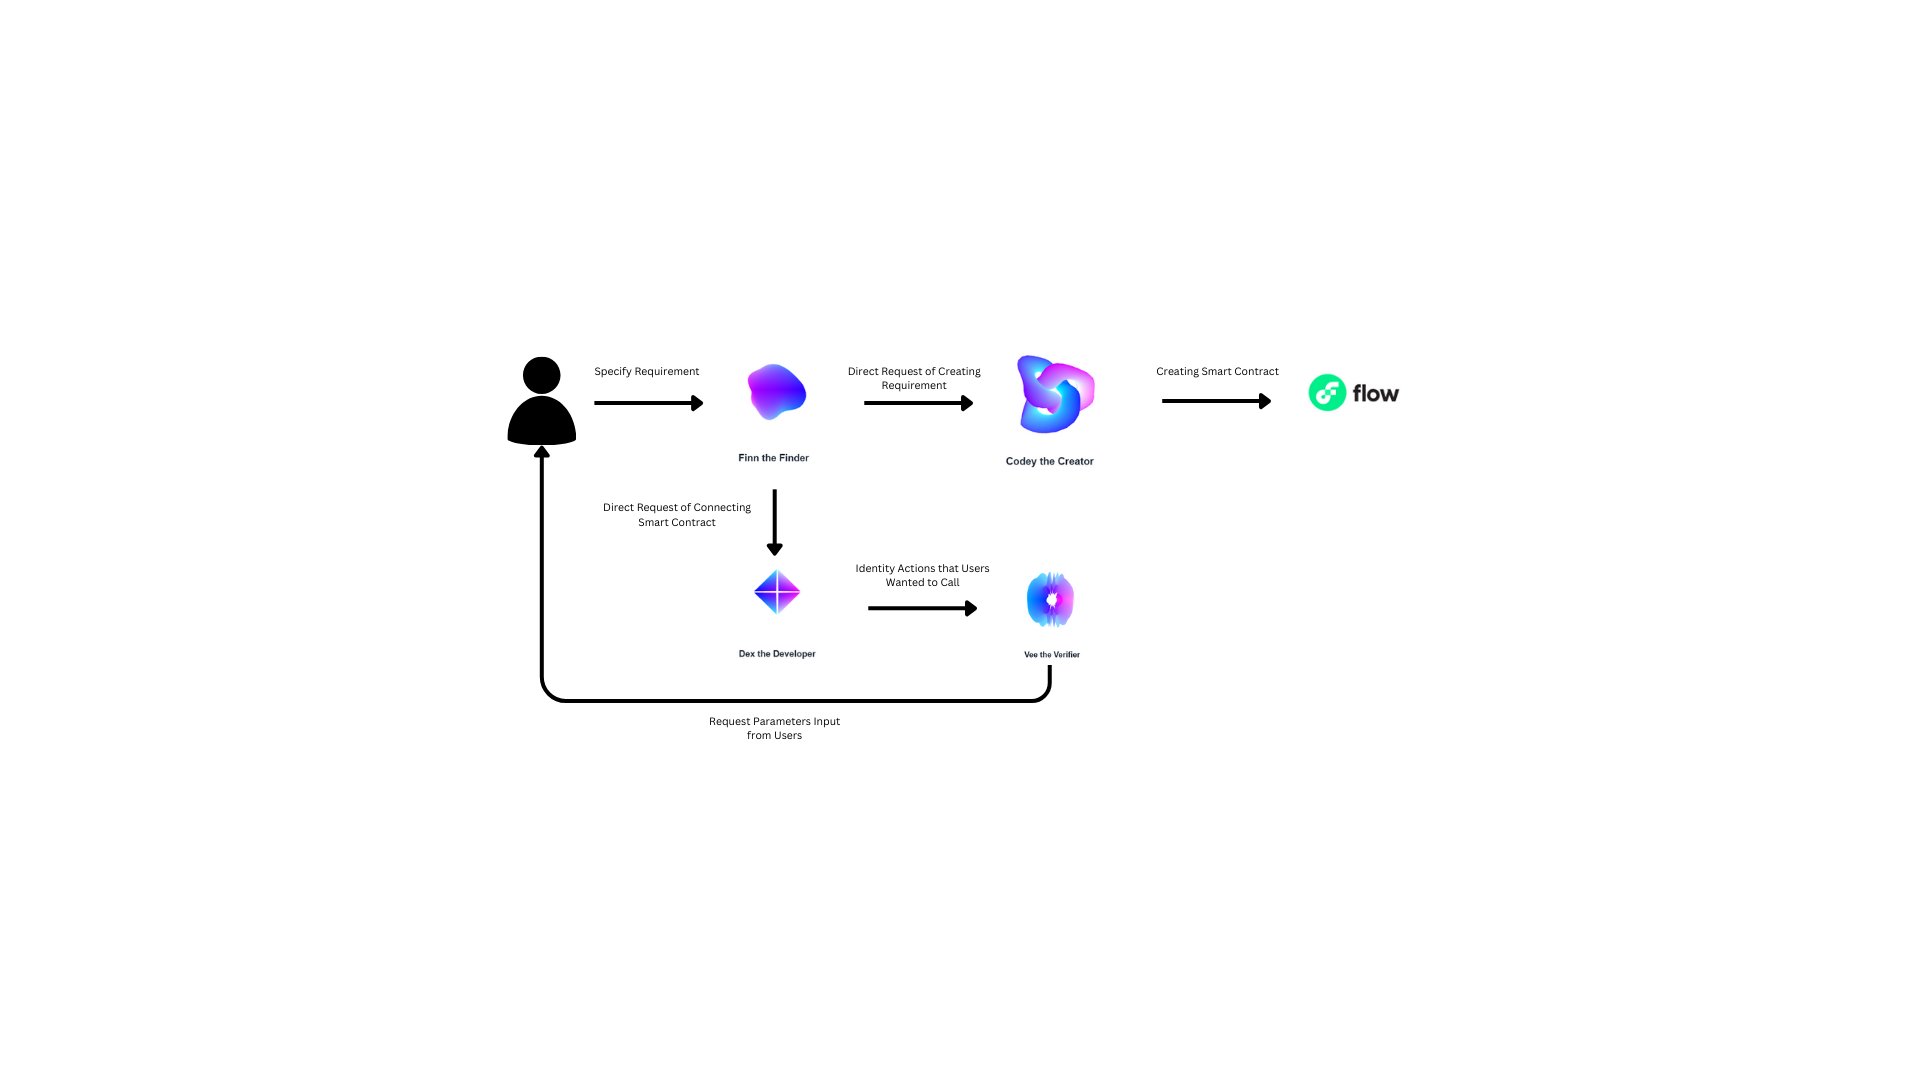 Specify Requirement
Direct Request of Creating
Requirement
Creating Smart Contract
flow
Finn the Finder
Codey the Creator
Direct Request of Connecting
Smart Contract
Identity Actions that Users
Wanted to Call
Dex the Developer
Vee the Verifier
Request Parameters Input
from Users